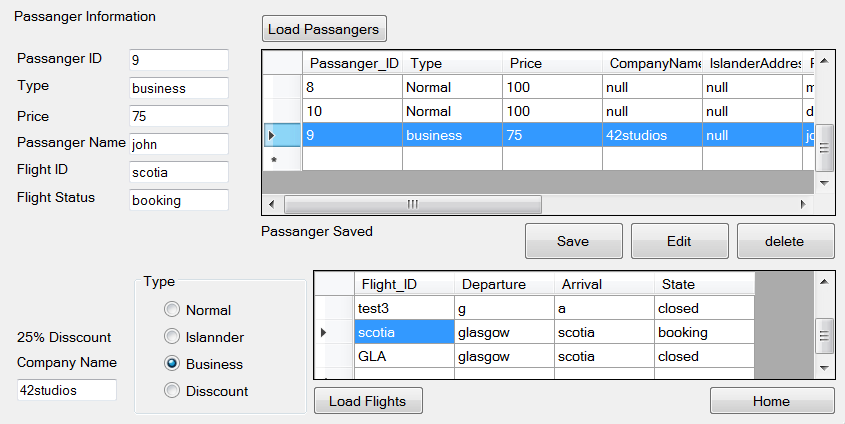 Passanger Information
Load Passangers
Passanger ID 9
Type business
Price 75
Passanger Name john
Flight ID scotia
Flight Status booking
Passanger_ID Type Price CompanyName IslanderAddres
8 Normal 100 null null m
10 Normal 100 null null d
9 business 75 42studios null jo
*
Passanger Saved
Save Edit delete
Type
Normal
Islannder
Business
Disscount
25% Disscount
Company Name
42studios
Flight_ID Departure Arrival State
test3 g a closed
scotia glasgow scotia booking
GLA glasgow scotia closed
Load Flights
Home